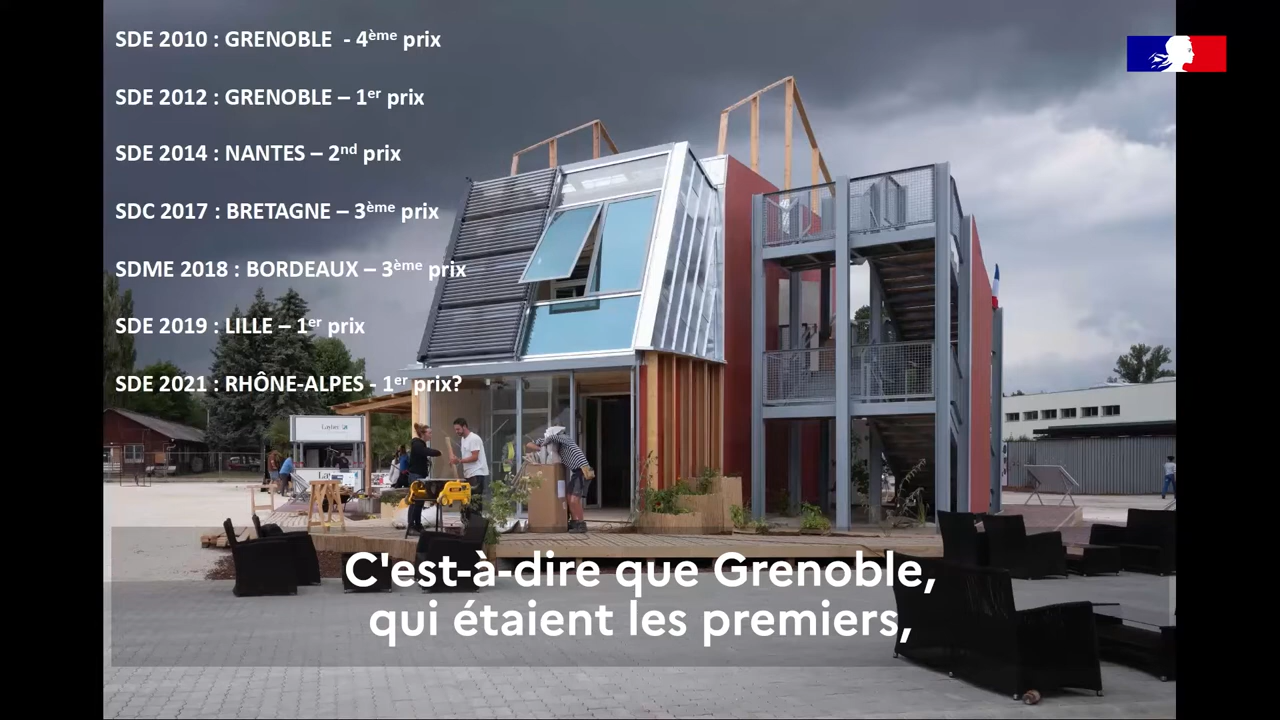 SDE 2010 : GRENOBLE - 4ème prix
SDE 2012 : GRENOBLE – 1er prix
SDE 2014 : NANTES – 2nd prix
SDC 2017 : BRETAGNE – 3ème prix
SDME 2018 : BORDEAUX – 3ème prix
SDE 2019 : LILLE – 1er prix
SDE 2021 : RHÔNE-ALPES - 1er prix?
C'est-à-dire que Grenoble,
qui étaient les premiers,